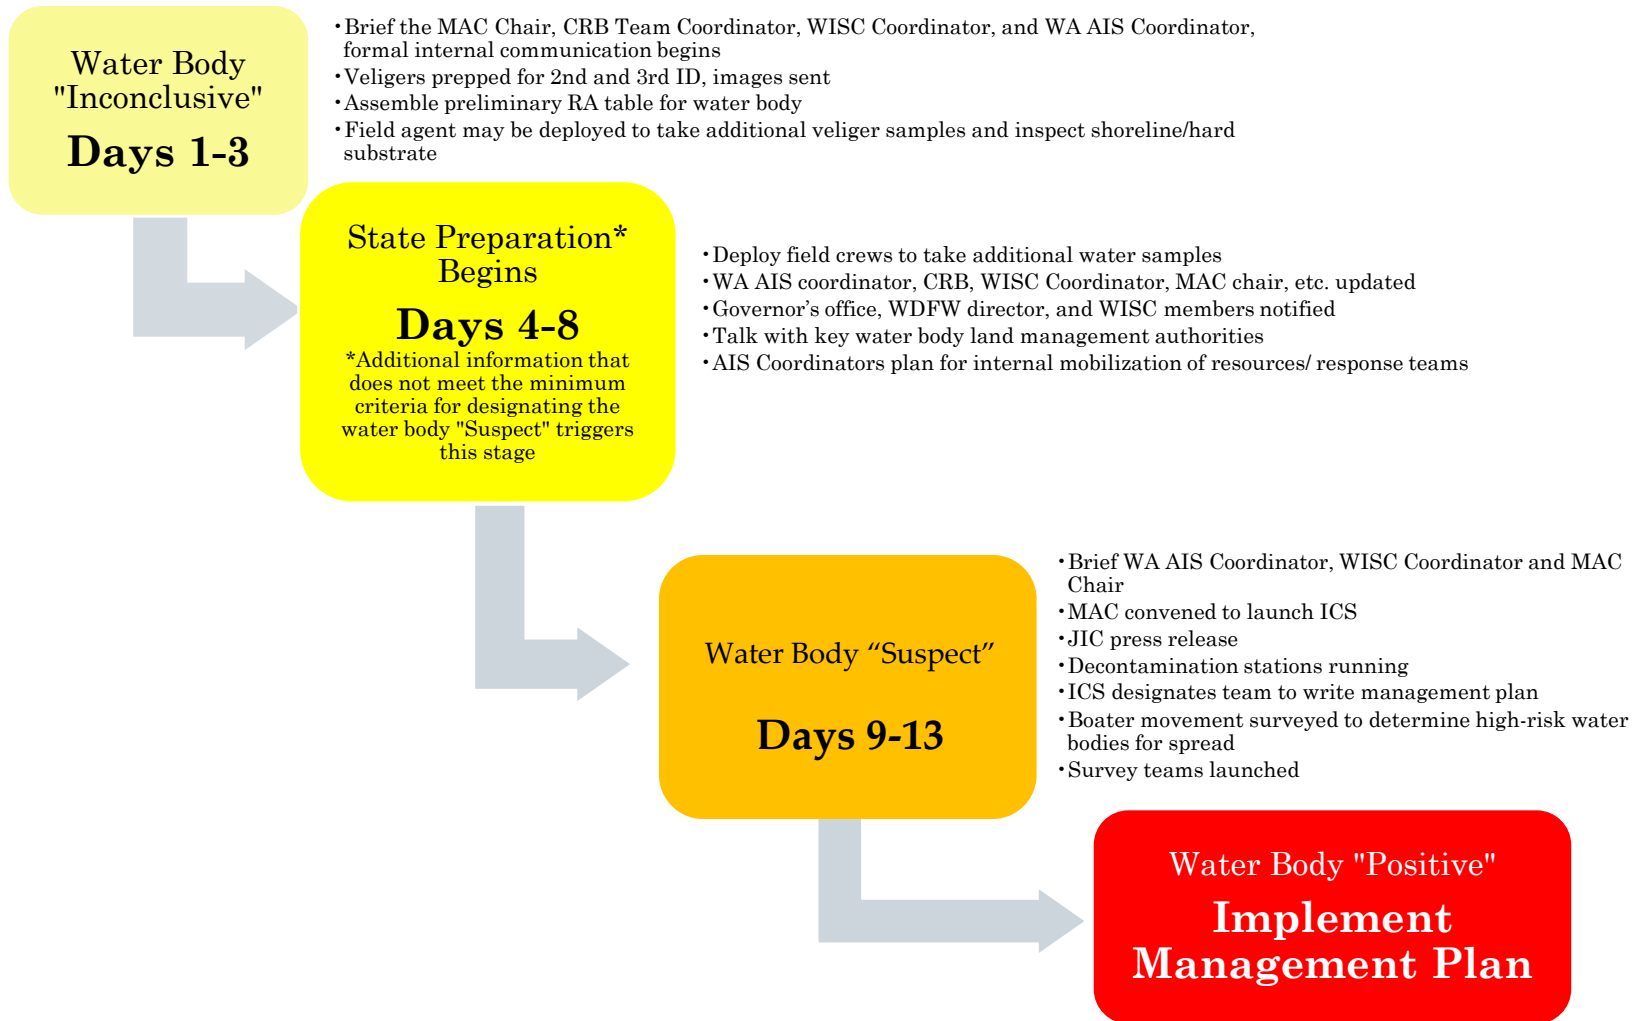 Water Body
"Inconclusive"
Days 1-3
•Brief the MAC Chair, CRB Team Coordinator, WISC Coordinator, and WA AIS Coordinator,
formal internal communication begins
•Veligers prepped for 2nd and 3rd ID, images sent
•Assemble preliminary RA table for water body
•Field agent may be deployed to take additional veliger samples and inspect shoreline/hard
substrate
State Preparation*
Begins
Days 4-8
*Additional information that
does not meet the minimum
criteria for designating the
water body "Suspect" triggers
this stage
•Deploy field crews to take additional water samples
•WA AIS coordinator, CRB, WISC Coordinator, MAC chair, etc. updated
•Governor’s office, WDFW director, and WISC members notified
•Talk with key water body land management authorities
•AIS Coordinators plan for internal mobilization of resources/ response teams
Water Body “Suspect”
Days 9-13
•Brief WA AIS Coordinator, WISC Coordinator and MAC
Chair
•MAC convened to launch ICS
•JIC press release
•Decontamination stations running
•ICS designates team to write management plan
•Boater movement surveyed to determine high-risk water
bodies for spread
•Survey teams launched
Water Body "Positive"
Implement
Management Plan